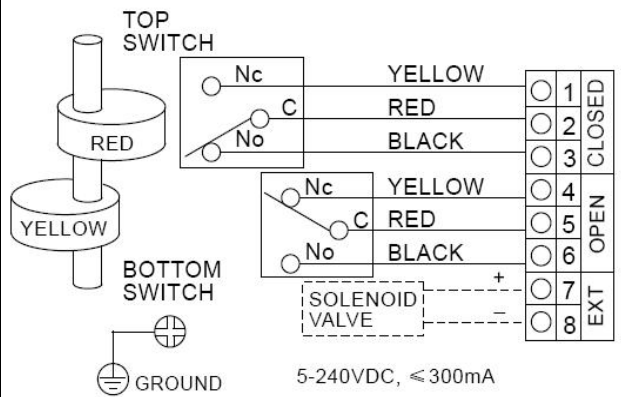 TOP
SWITCH
RED
YELLOW
BOTTOM
SWITCH
GROUND
Nc
C
No
YELLOW
RED
BLACK
1
2
3
CLOSED
Nc
C
No
YELLOW
RED
BLACK
4
5
6
OPEN
SOLENOID
VALVE
+
–
7
8
EXT
5-240VDC, ⩽300mA